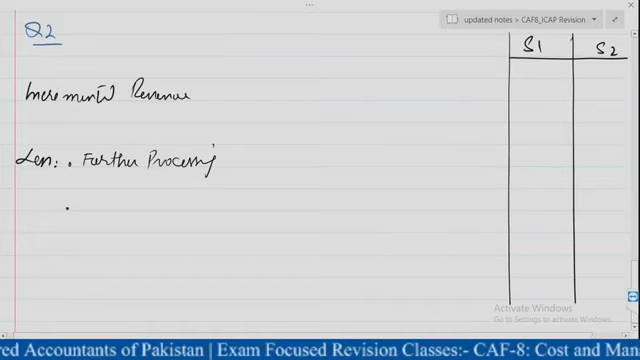 updated notes > CAF8_ICAP Revision
Q2
S1 S2
Incremental Revenue
Less: • Further Processing
Activate Windows
Go to Settings to activate Windows.
red Accountants of Pakistan | Exam Focused Revision Classes:- CAF-8: Cost and Man